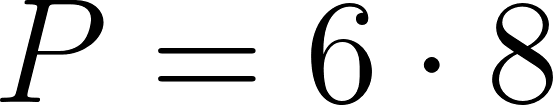 P = 6 · 8